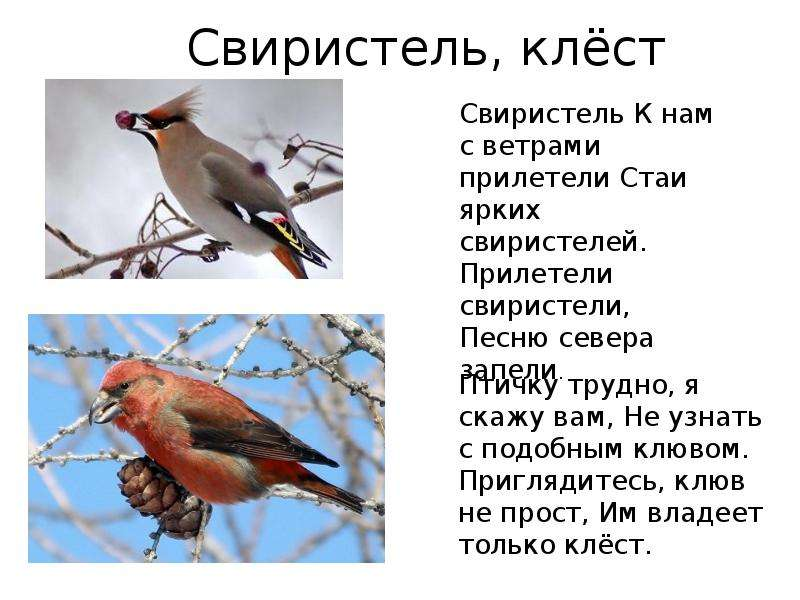 Свиристель, клёст
Свиристель К нам
с ветрами
прилетели Стаи
ярких
свиристелей.
Прилетели
свиристели,
Песню севера
запели.
Птичку трудно, я
скажу вам, Не узнать
с подобным клювом.
Приглядитесь, клюв
не прост, Им владеет
только клёст.